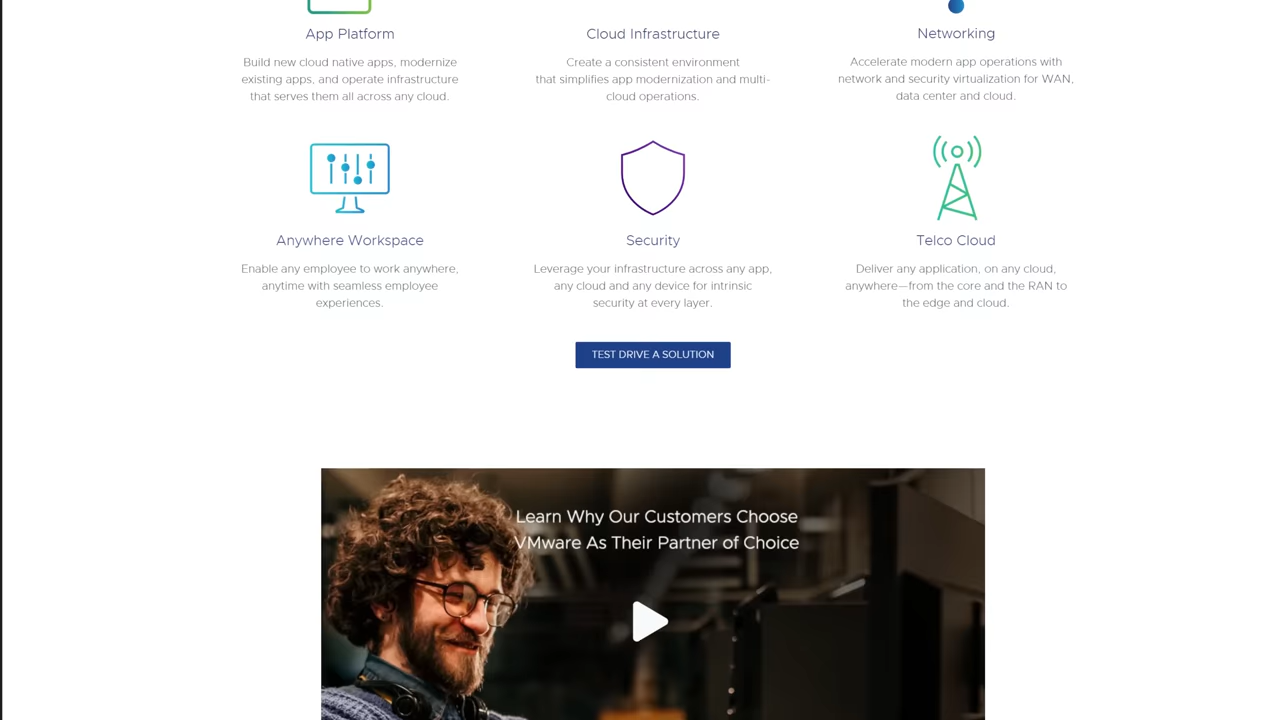 App Platform
Build new cloud native apps, modernize
existing apps, and operate infrastructure
that serves them all across any cloud.
Cloud Infrastructure
Create a consistent environment
that simplifies app modernization and multi-
cloud operations.
Networking
Accelerate modern app operations with
network and security virtualization for WAN,
data center and cloud.
Anywhere Workspace
Enable any employee to work anywhere,
anytime with seamless employee
experiences.
Security
Leverage your infrastructure across any app,
any cloud and any device for intrinsic
security at every layer.
Telco Cloud
Deliver any application, on any cloud,
anywhere—from the core and the RAN to
the edge and cloud.
TEST DRIVE A SOLUTION
Learn Why Our Customers Choose
VMware As Their Partner of Choice